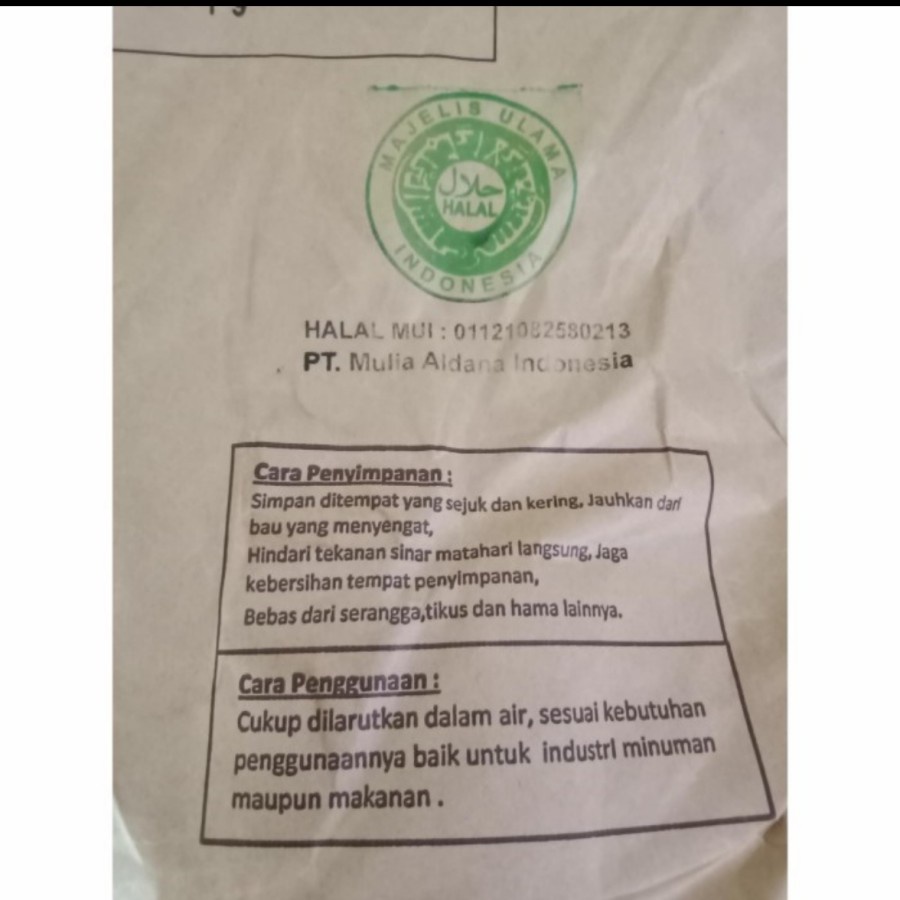 MAJELIS ULAMA
حلال
HALAL
INDONESIA
HALAL MUI : 01121082580213
PT. Mulia Aldana Indonesia
Cara Penyimpanan :
Simpan ditempat yang sejuk dan kering, Jauhkan dari
bau yang menyengat,
Hindari tekanan sinar matahari langsung, Jaga
kebersihan tempat penyimpanan,
Bebas dari serangga,tikus dan hama lainnya.
Cara Penggunaan :
Cukup dilarutkan dalam air, sesuai kebutuhan
penggunaannya baik untuk industri minuman
maupun makanan .